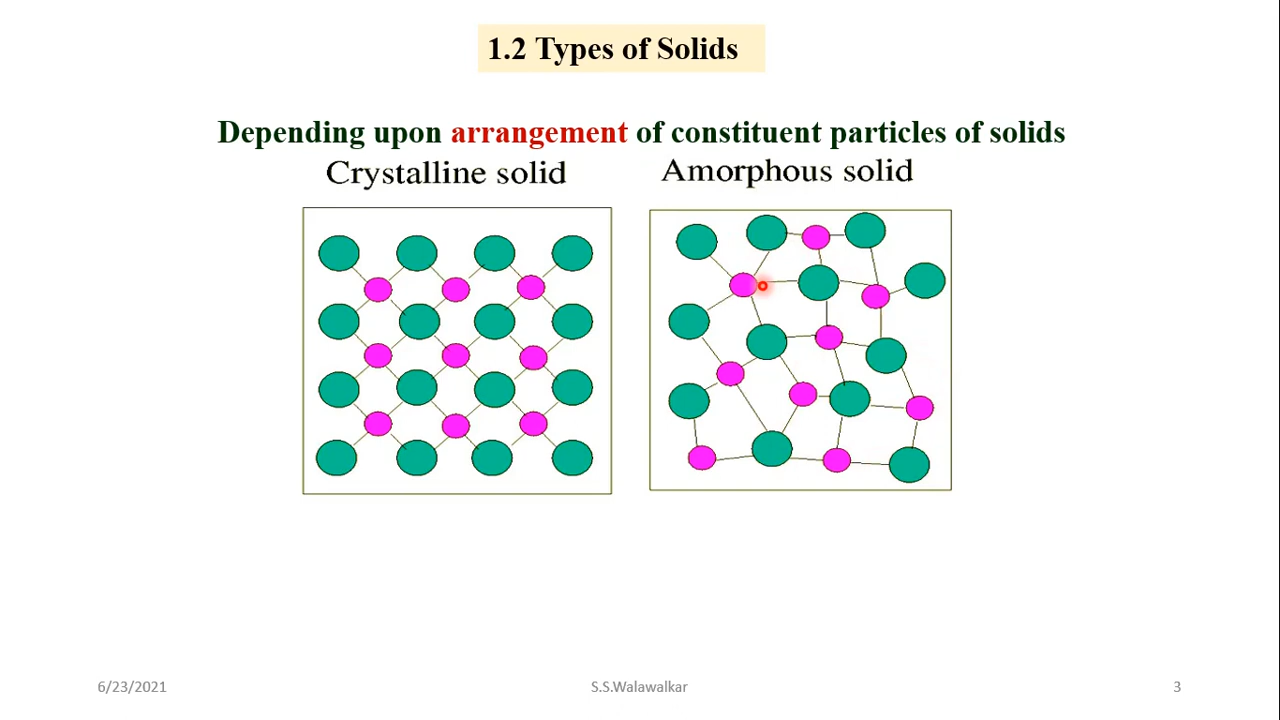 1.2 Types of Solids
Depending upon arrangement of constituent particles of solids
Crystalline solid
Amorphous solid
6/23/2021
S.S.Walawalkar
3